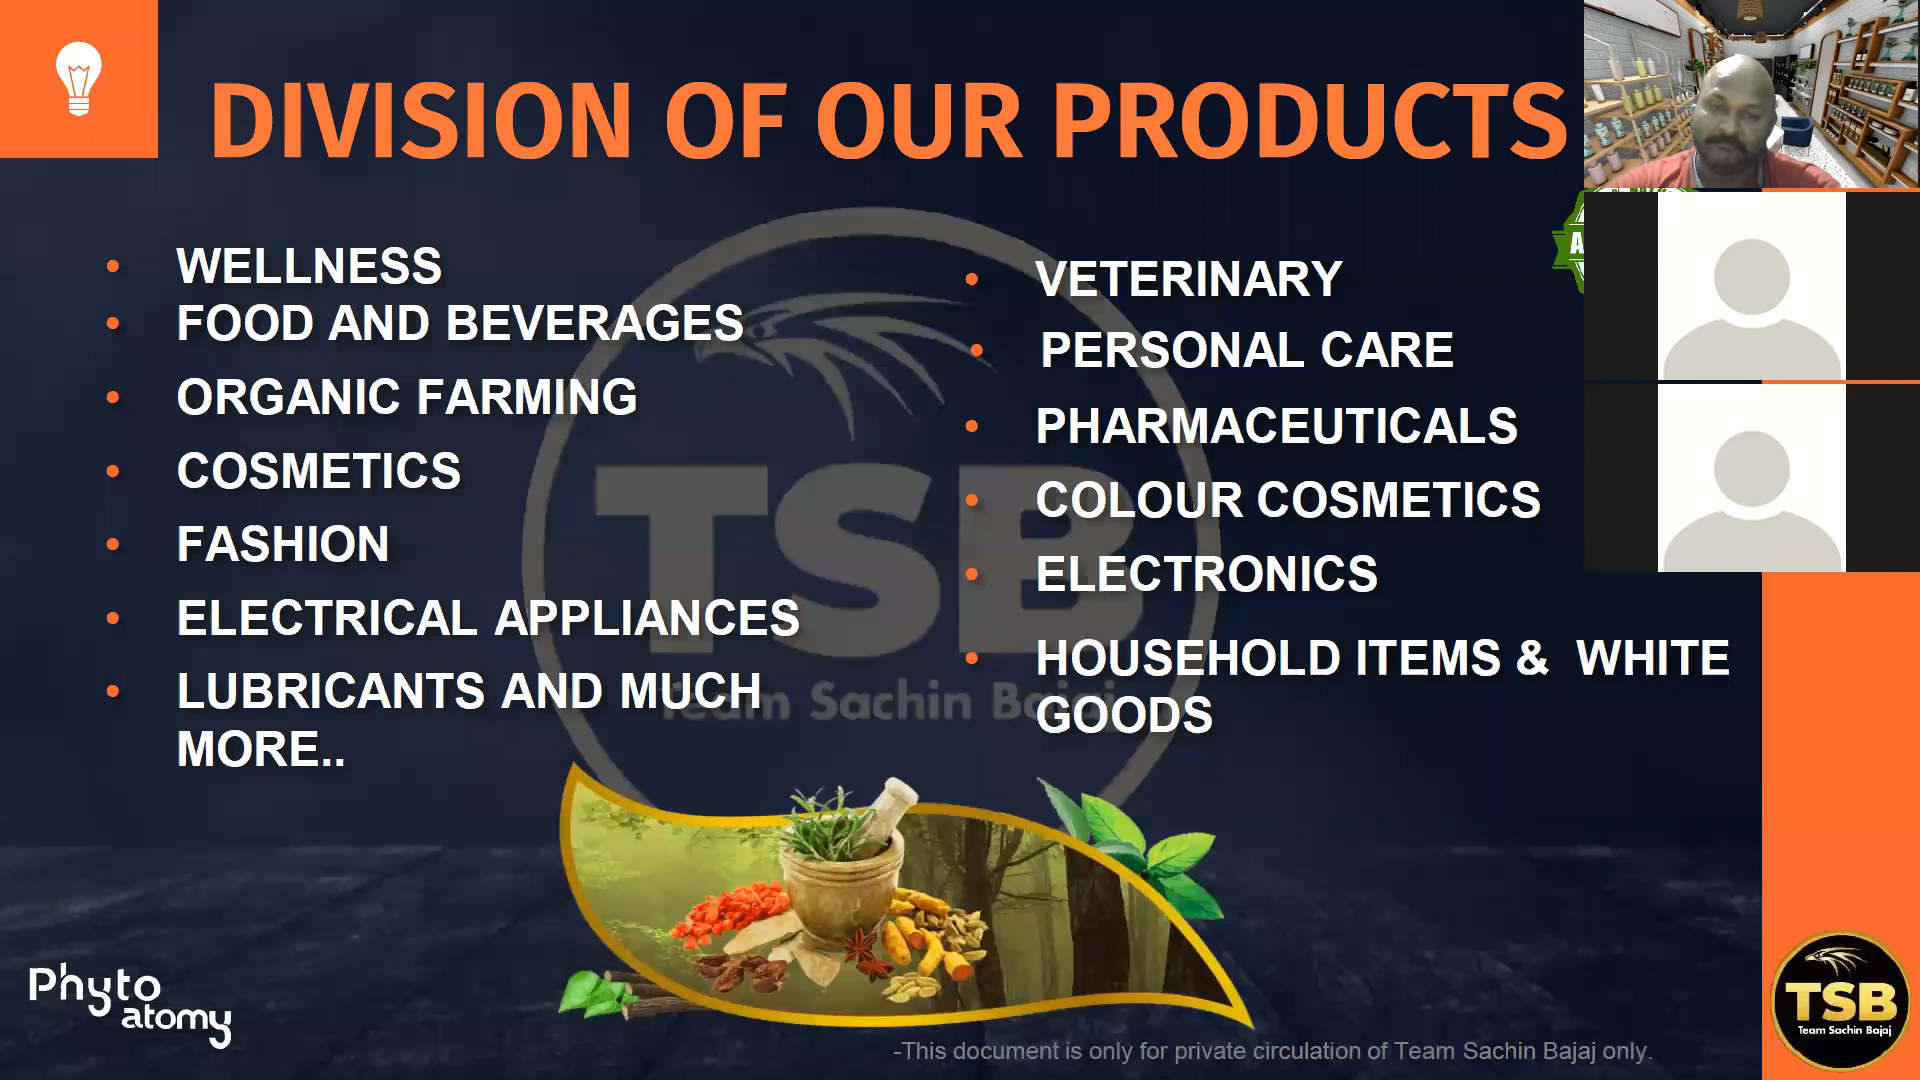 DIVISION OF OUR PRODUCTS
WELLNESS
FOOD AND BEVERAGES
ORGANIC FARMING
COSMETICS
FASHION
ELECTRICAL APPLIANCES
LUBRICANTS AND MUCH
MORE..
VETERINARY
PERSONAL CARE
PHARMACEUTICALS
COLOUR COSMETICS
ELECTRONICS
HOUSEHOLD ITEMS & WHITE
GOODS
TSB
Team Sachin Bajaj
Phyto
atomy
-This document is only for private circulation of Team Sachin Bajaj only.
TSB
Team Sachin Bajaj